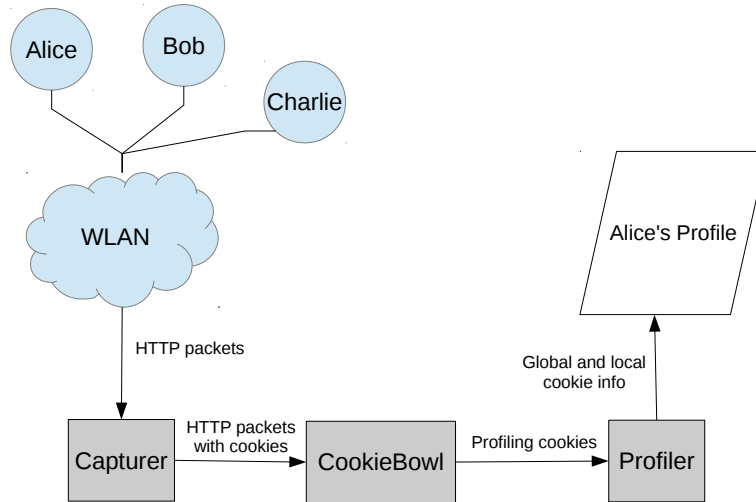 Alice
Bob
Charlie
WLAN
Alice's Profile
HTTP packets
Global and local
cookie info
HTTP packets
with cookies
Profiling cookies
Capturer
CookieBowl
Profiler